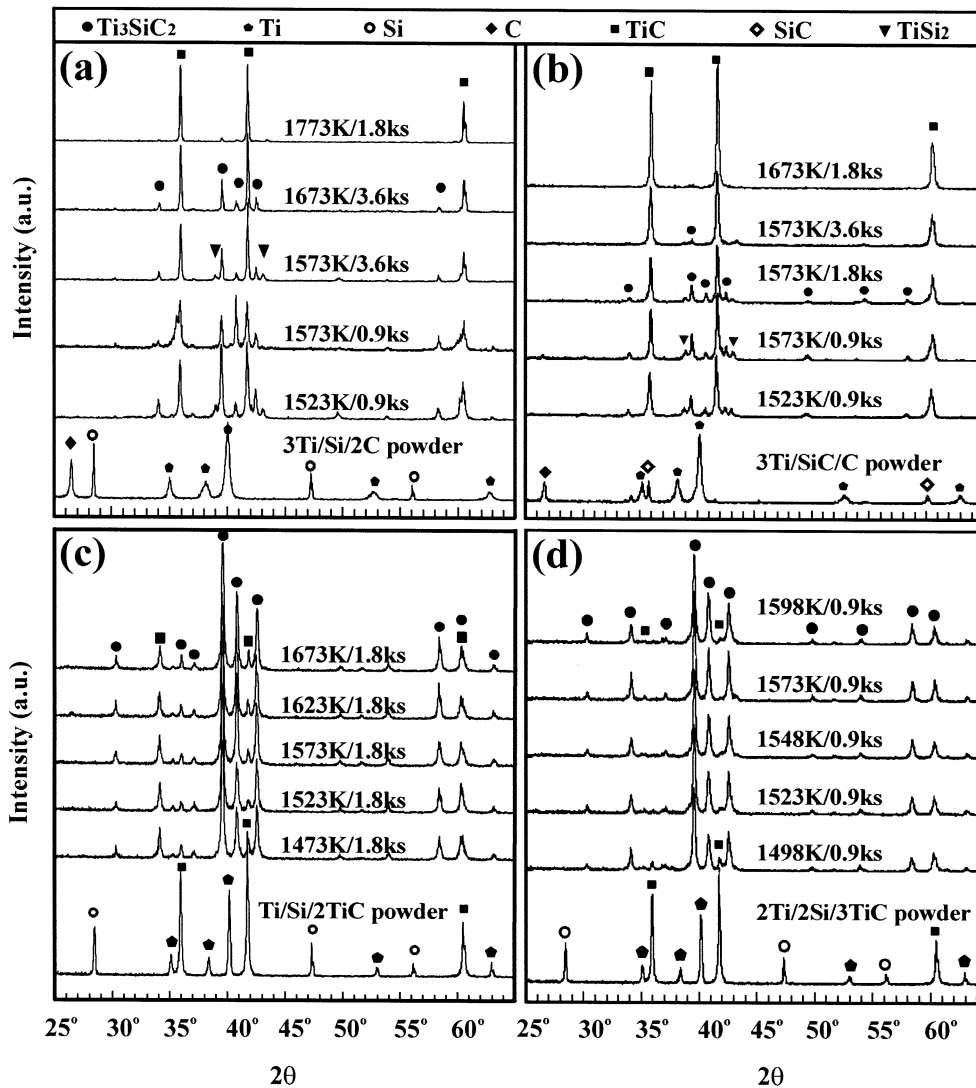 Ti3SiC2 Ti Si C TiC SiC TiSi2
(a)
1773K/1.8ks
1673K/3.6ks
1573K/3.6ks
1573K/0.9ks
1523K/0.9ks
3Ti/Si/2C powder
(b)
1673K/1.8ks
1573K/3.6ks
1573K/1.8ks
1573K/0.9ks
1523K/0.9ks
3Ti/SiC/C powder
Intensity (a.u.)
(c)
1673K/1.8ks
1623K/1.8ks
1573K/1.8ks
1523K/1.8ks
1473K/1.8ks
Ti/Si/2TiC powder
(d)
1598K/0.9ks
1573K/0.9ks
1548K/0.9ks
1523K/0.9ks
1498K/0.9ks
2Ti/2Si/3TiC powder
Intensity (a.u.)
25° 30° 35° 40° 45° 50° 55° 60°
30° 35° 40° 45° 50° 55° 60°
2θ
2θ